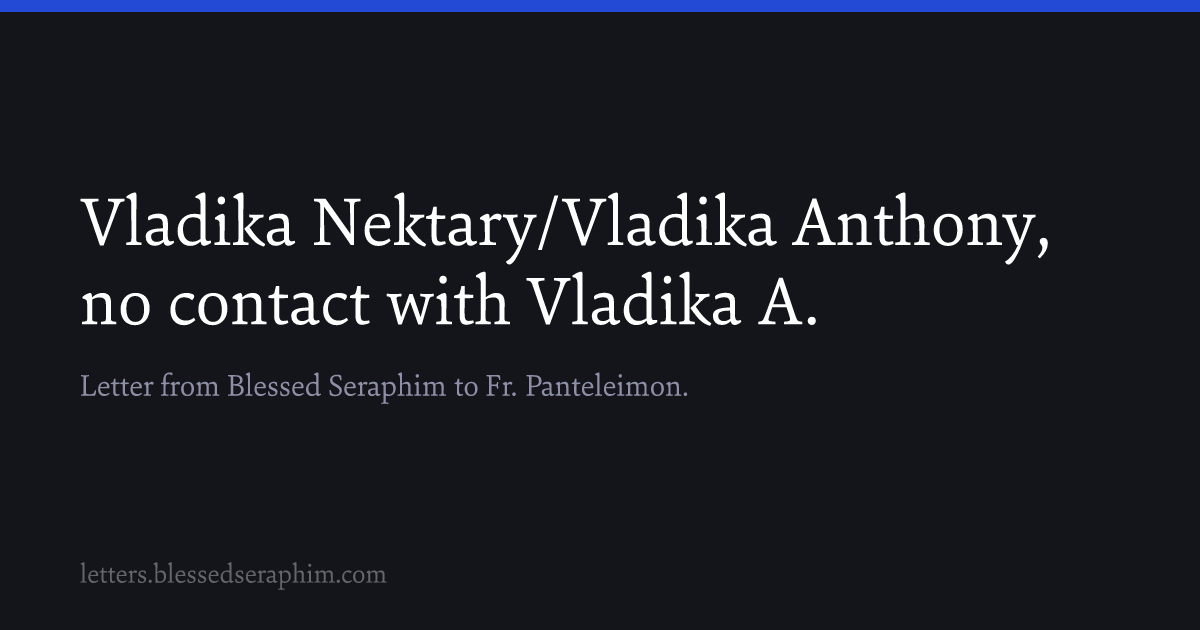 Vladika Nektary/Vladika Anthony,
no contact with Vladika A.
Letter from Blessed Seraphim to Fr. Panteleimon.
letters.blessedseraphim.com